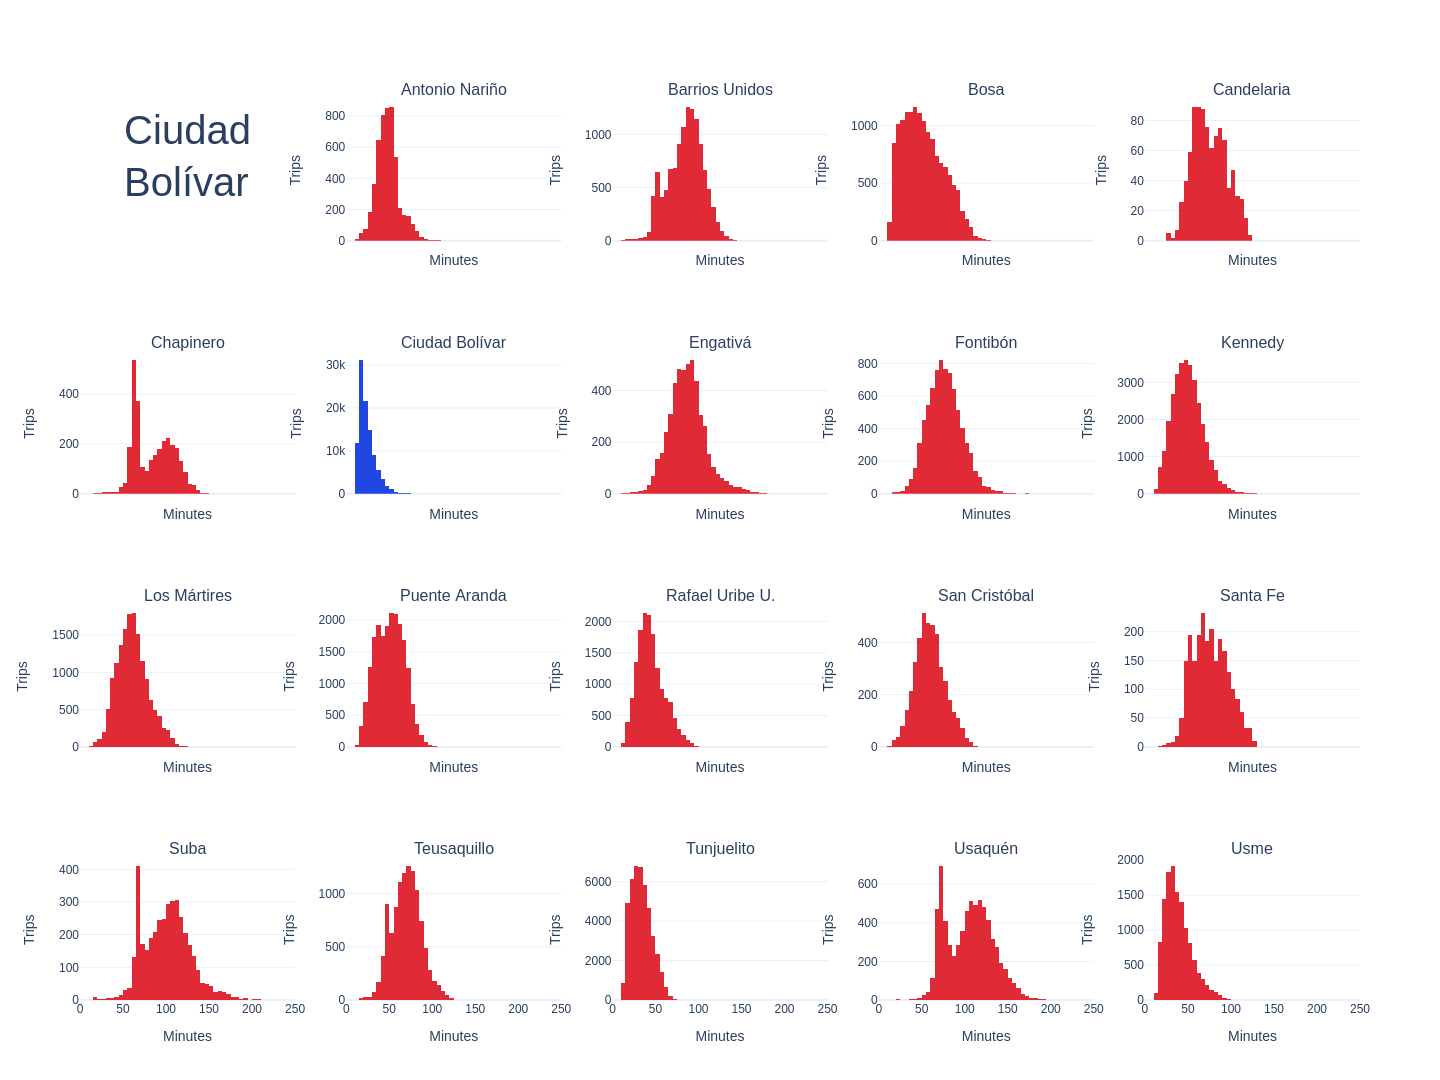 Ciudad
Bolívar
Antonio Nariño
Trips
800
600
400
200
0
Minutes
Barrios Unidos
Trips
1000
500
0
Minutes
Bosa
Trips
1000
500
0
Minutes
Candelaria
Trips
80
60
40
20
0
Minutes
Chapinero
Trips
400
200
0
Minutes
Ciudad Bolívar
Trips
30k
20k
10k
0
Minutes
Engativá
Trips
400
200
0
Minutes
Fontibón
Trips
800
600
400
200
0
Minutes
Kennedy
Trips
3000
2000
1000
0
Minutes
Los Mártires
Trips
1500
1000
500
0
Minutes
Puente Aranda
Trips
2000
1500
1000
500
0
Minutes
Rafael Uribe U.
Trips
2000
1500
1000
500
0
Minutes
San Cristóbal
Trips
400
200
0
Minutes
Santa Fe
Trips
200
150
100
50
0
Minutes
Suba
Trips
400
300
200
100
0
0 50 100 150 200 250
Minutes
Teusaquillo
Trips
1000
500
0
0 50 100 150 200 250
Minutes
Tunjuelito
Trips
6000
4000
2000
0
0 50 100 150 200 250
Minutes
Usaquén
Trips
600
400
200
0
0 50 100 150 200 250
Minutes
Usme
Trips
2000
1500
1000
500
0
0 50 100 150 200 250
Minutes